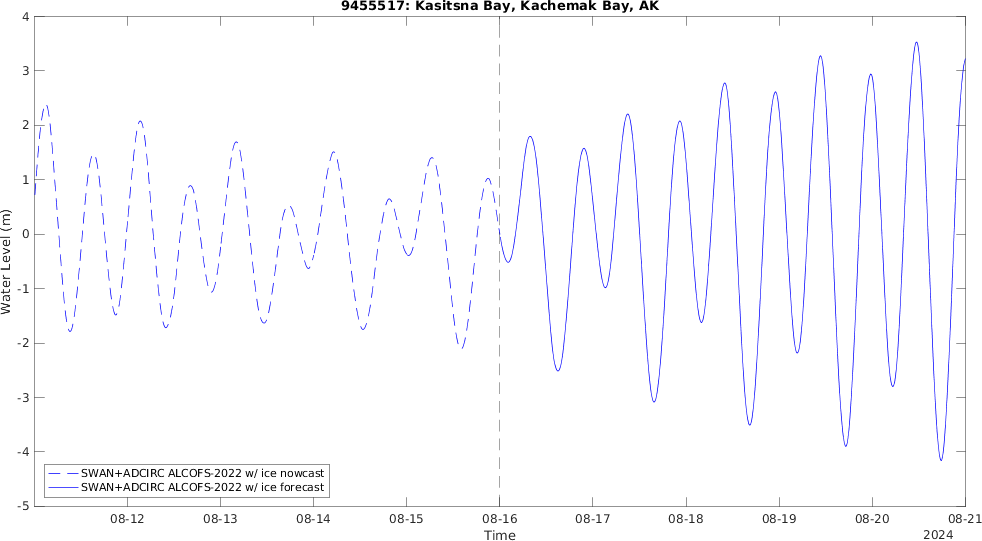 9455517: Kasitsna Bay, Kachemak Bay, AK
4
3
2
1
0
-1
-2
-3
-4
-5
Water Level (m)
SWAN+ADCIRC ALCOFS-2022 w/ ice nowcast
SWAN+ADCIRC ALCOFS-2022 w/ ice forecast
08-12 08-13 08-14 08-15 08-16 08-17 08-18 08-19 08-20 08-21
Time
2024